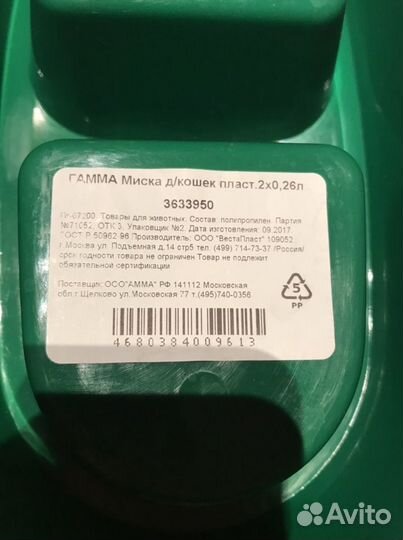 ГАММА Миска д/кошек пласт.2х0,26л
3633950
Пг-67200. Товары для животных. Состав: полипропилен. Партия
№71052, ОТК 3, Упаковщик №2. Дата изготовления: 09.2017
ГОСТ Р 50962-96 Производитель: ООО "ВестаПласт" 109052
г.Москва ул. Подъемная д.14 стр5 тел. (499) 714-73-37 /Россия/
срок годности товара не ограничен Товар не подлежит
обязательной сертификации
Поставщик: ООО"АММА" РФ 141112 Московская
обл.г.Щелково ул.Московская 77 т.(495)740-0356
5
PP
4680384009613
Avito